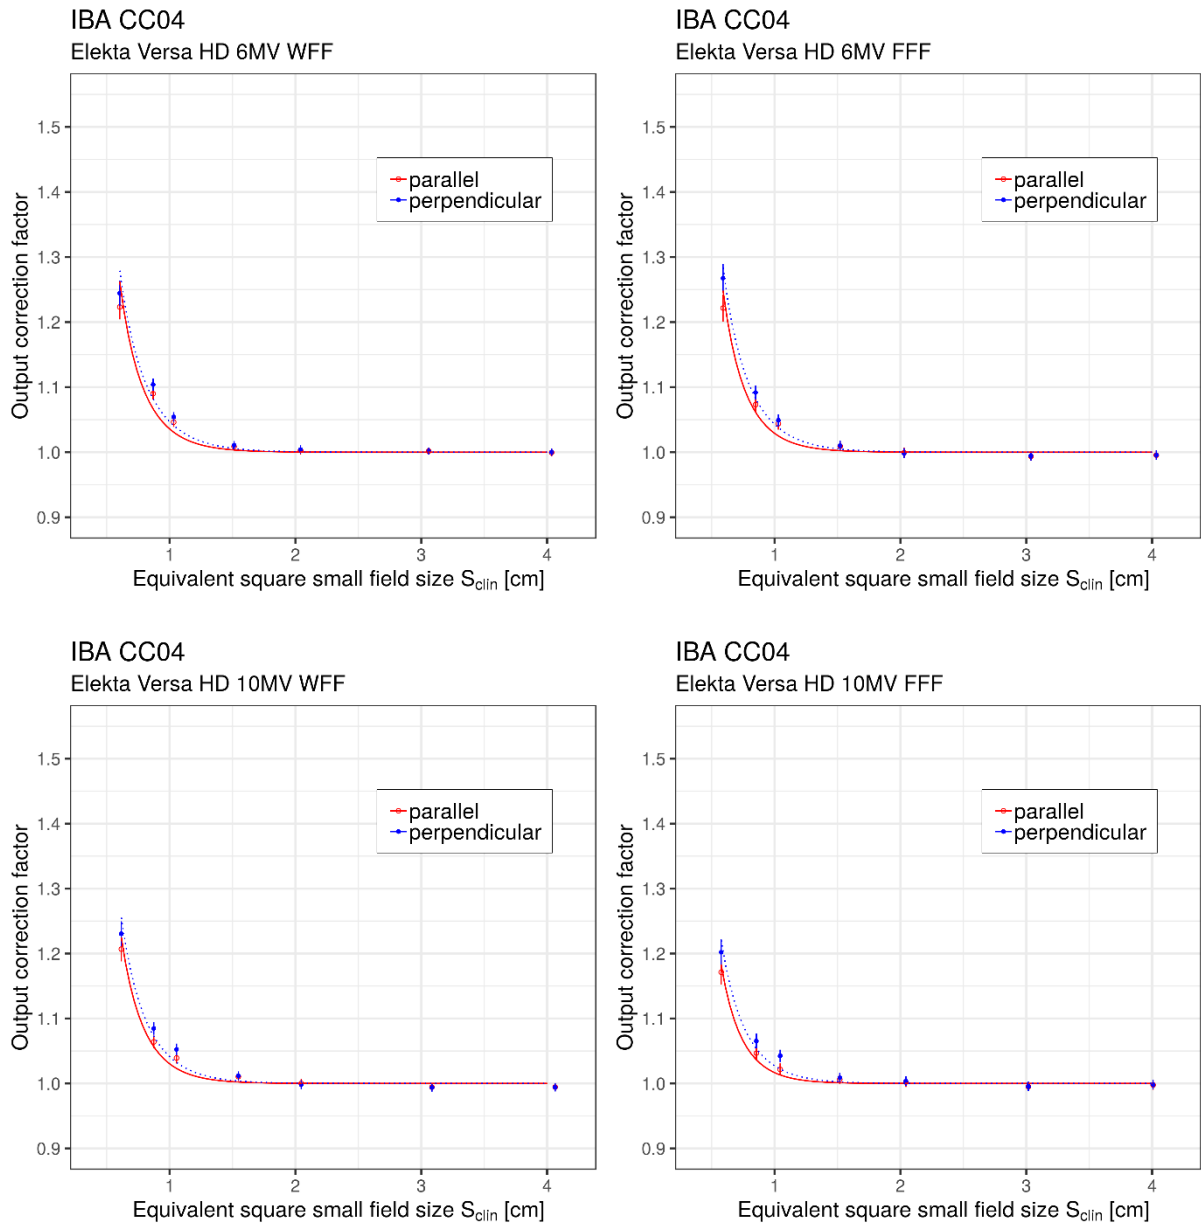 IBA CC04
Elekta Versa HD 6MV WFF
Output correction factor
1.5
1.4
1.3
1.2
1.1
1.0
0.9
parallel
perpendicular
1 2 3 4
Equivalent square small field size Sclin [cm]
IBA CC04
Elekta Versa HD 6MV FFF
Output correction factor
1.5
1.4
1.3
1.2
1.1
1.0
0.9
parallel
perpendicular
1 2 3 4
Equivalent square small field size Sclin [cm]
IBA CC04
Elekta Versa HD 10MV WFF
Output correction factor
1.5
1.4
1.3
1.2
1.1
1.0
0.9
parallel
perpendicular
1 2 3 4
Equivalent square small field size Sclin [cm]
IBA CC04
Elekta Versa HD 10MV FFF
Output correction factor
1.5
1.4
1.3
1.2
1.1
1.0
0.9
parallel
perpendicular
1 2 3 4
Equivalent square small field size Sclin [cm]